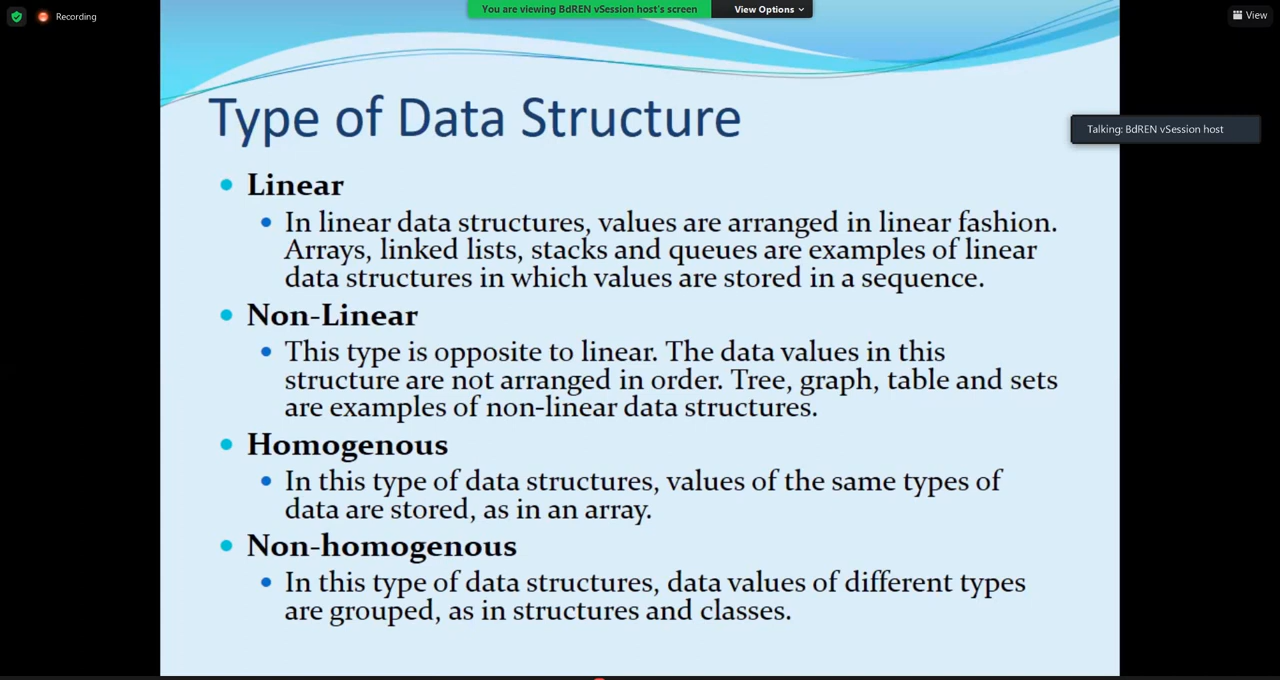 You are viewing BdREN vSession host's screen
View Options
Recording
View
Type of Data Structure
Talking: BdREN vSession host
Linear
In linear data structures, values are arranged in linear fashion.
Arrays, linked lists, stacks and queues are examples of linear
data structures in which values are stored in a sequence.
Non-Linear
This type is opposite to linear. The data values in this
structure are not arranged in order. Tree, graph, table and sets
are examples of non-linear data structures.
Homogenous
In this type of data structures, values of the same types of
data are stored, as in an array.
Non-homogenous
In this type of data structures, data values of different types
are grouped, as in structures and classes.